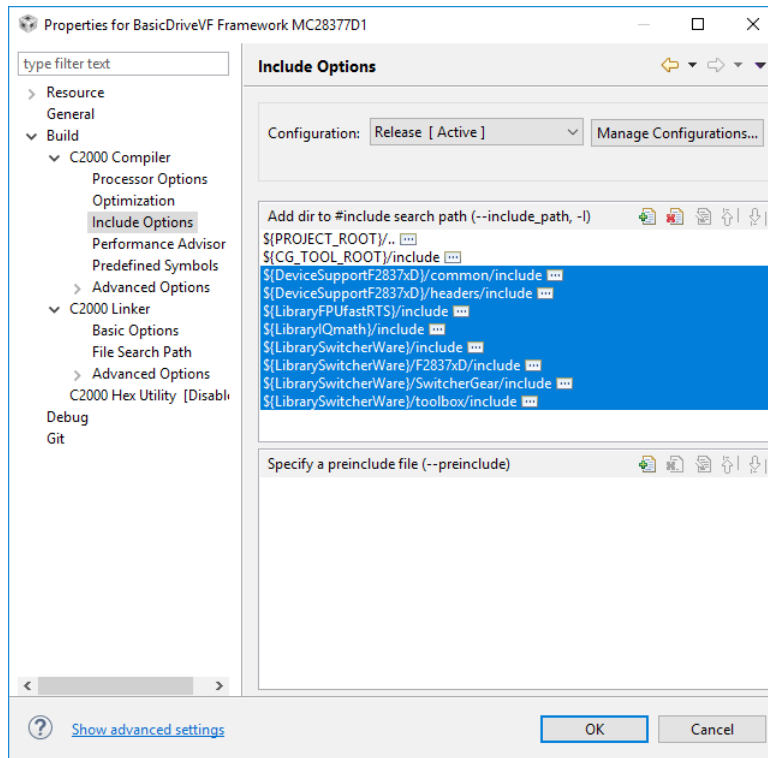 Properties for BasicDriveVF Framework MC28377D1
type filter text
Resource
General
Build
C2000 Compiler
Processor Options
Optimization
Include Options
Performance Advisor
Predefined Symbols
Advanced Options
C2000 Linker
Basic Options
File Search Path
Advanced Options
C2000 Hex Utility [Disable
Debug
Git
Include Options
Configuration: Release [ Active ] Manage Configurations...
Add dir to #include search path (--include_path, -I)
${PROJECT_ROOT}/..
${CG_TOOL_ROOT}/include
${DeviceSupportF2837xD}/common/include
${DeviceSupportF2837xD}/headers/include
${LibraryFPUfastRTS}/include
${LibraryIQmath}/include
${LibrarySwitcherWare}/include
${LibrarySwitcherWare}/F2837xD/include
${LibrarySwitcherWare}/SwitcherGear/include
${LibrarySwitcherWare}/toolbox/include
Specify a preinclude file (--preinclude)
? Show advanced settings
OK Cancel